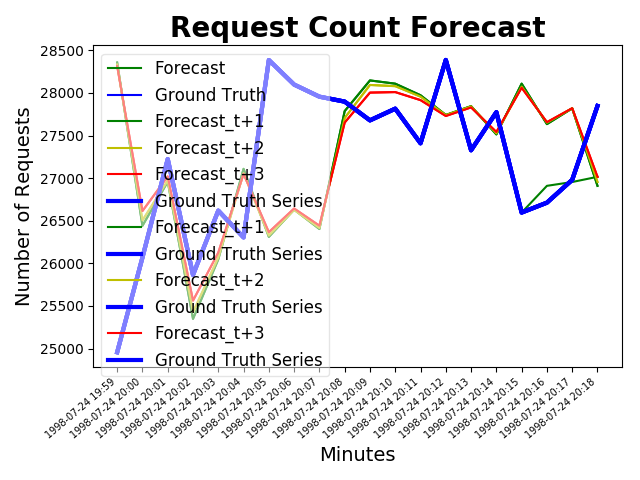 Request Count Forecast
Number of Requests
28500
28000
27500
27000
26500
26000
25500
25000
Forecast
Ground Truth
Forecast_t+1
Forecast_t+2
Forecast_t+3
Ground Truth Series
Forecast_t+1
Ground Truth Series
Forecast_t+2
Ground Truth Series
Forecast_t+3
Ground Truth Series
1998-07-24 19:59
1998-07-24 20:00
1998-07-24 20:01
1998-07-24 20:02
1998-07-24 20:03
1998-07-24 20:04
1998-07-24 20:05
1998-07-24 20:06
1998-07-24 20:07
1998-07-24 20:08
1998-07-24 20:09
1998-07-24 20:10
1998-07-24 20:11
1998-07-24 20:12
1998-07-24 20:13
1998-07-24 20:14
1998-07-24 20:15
1998-07-24 20:16
1998-07-24 20:17
1998-07-24 20:18
Minutes